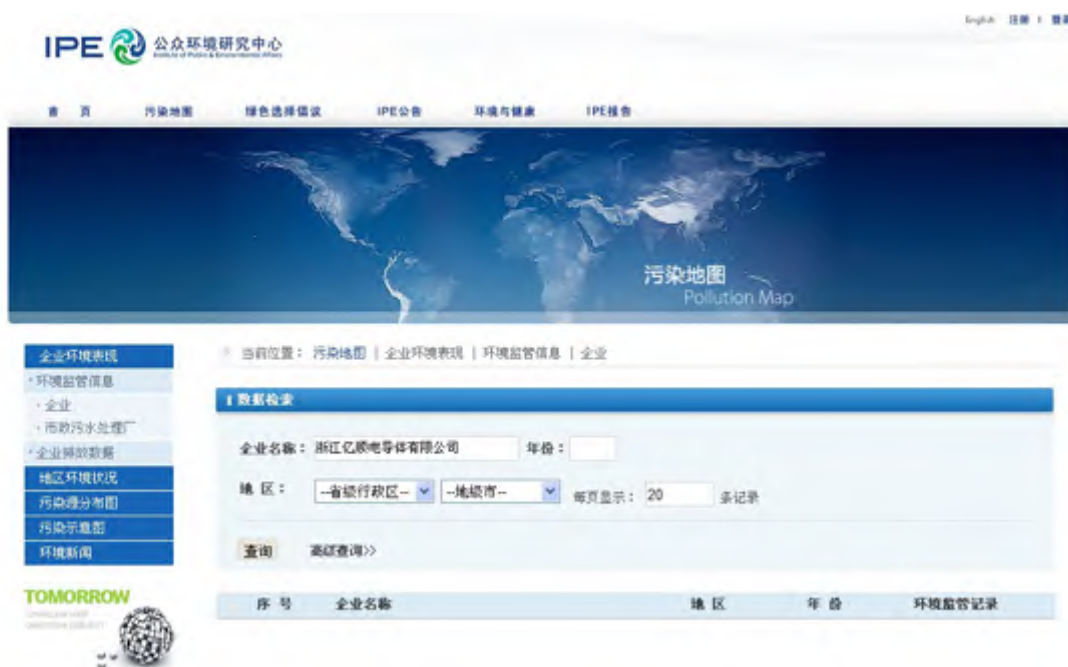 English 注册 | 登录
IPE 公众环境研究中心
Institute of Public & Environmental Affairs
首 页 污染地图 绿色选择倡议 IPE公告 环境与健康 IPE报告
污染地图
Pollution Map
企业环境表现
环境监管信息
企业
市政污水处理厂
企业排放数据
地区环境状况
污染源分布图
污染示意图
环境新闻
TOMORROW
当前位置: 污染地图 | 企业环境表现 | 环境监管信息 | 企业
数据检索
企业名称: 浙江亿顺电导体有限公司 年份:
地 区: --省级行政区-- --地级市-- 每页显示: 20 条记录
查询 高级查询>>
序 号 企业名称 地 区 年 份 环境监管记录